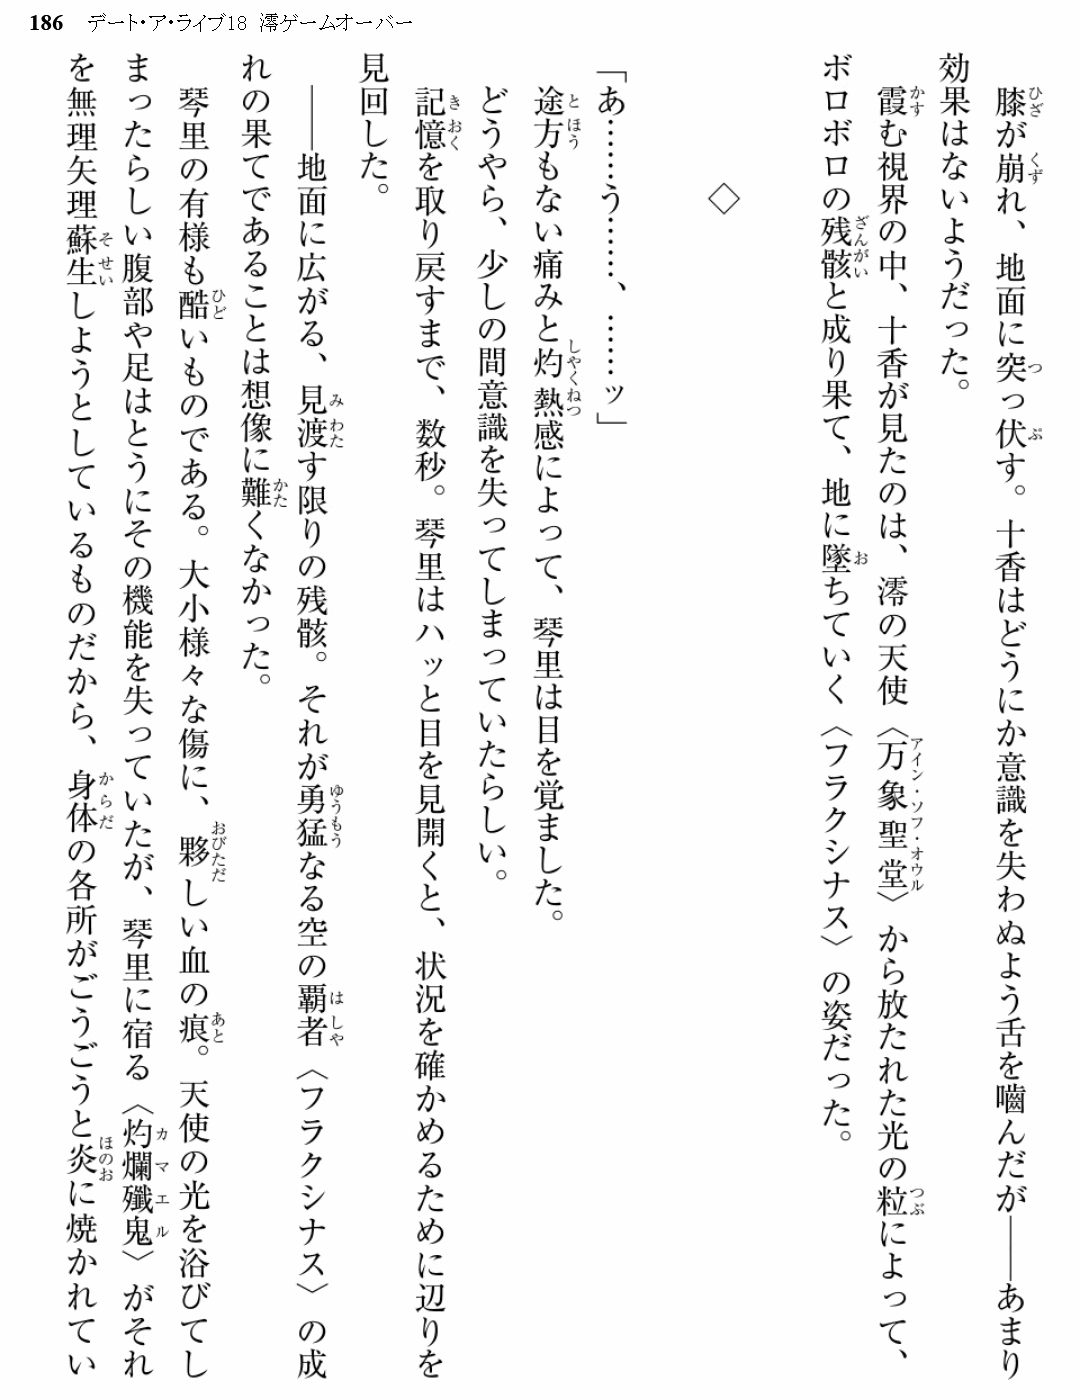 186 デート・ア・ライブ18 澪ゲームオーバー
膝が崩れ、地面に突っ伏す。十香はどうにか意識を失わぬよう舌を嚙んだが――あまり
効果はないようだった。
霞む視界の中、十香が見たのは、澪の天使〈万象聖堂〉から放たれた光の粒によって、
ボロボロの残骸と成り果て、地に墜ちていく〈フラクシナス〉の姿だった。
◇
「あ……う……、……ッ」
途方もない痛みと灼熱感によって、琴里は目を覚ました。
どうやら、少しの間意識を失ってしまっていたらしい。
記憶を取り戻すまで、数秒。琴里はハッと目を見開くと、状況を確かめるために辺りを
見回した。
――地面に広がる、見渡す限りの残骸。それが勇猛なる空の覇者〈フラクシナス〉の成
れの果てであることは想像に難くなかった。
琴里の有様も酷いものである。大小様々な傷に、夥しい血の痕。天使の光を浴びてし
まったらしい腹部や足はとうにその機能を失っていたが、琴里に宿る〈灼爛殲鬼〉がそれ
を無理矢理蘇生しようとしているものだから、身体の各所がごうごうと炎に焼かれてい